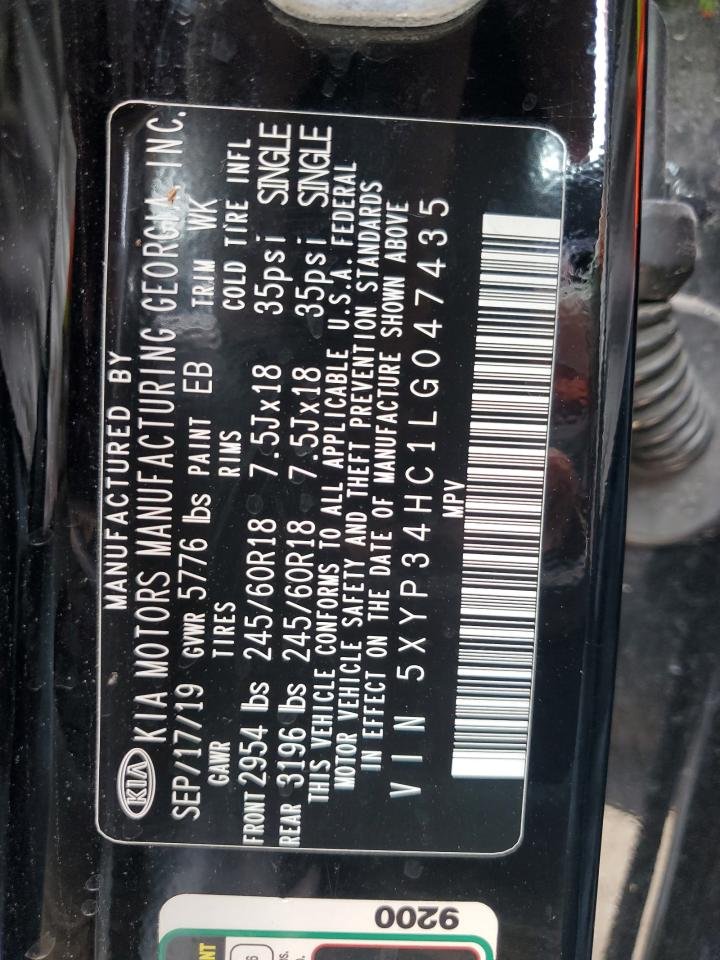 MANUFACTURED BY
KIA KIA MOTORS MANUFACTURING GEORGIA, INC.
SEP/17/19 GVWR 5776 lbs PAINT EB TRIM WK
GAWR TIRES RIMS COLD TIRE INFL
FRONT 2954 lbs 245/60R18 7.5Jx18 35psi SINGLE
REAR 3196 lbs 245/60R18 7.5Jx18 35psi SINGLE
THIS VEHICLE CONFORMS TO ALL APPLICABLE U.S.A. FEDERAL
MOTOR VEHICLE SAFETY AND THEFT PREVENTION STANDARDS
IN EFFECT ON THE DATE OF MANUFACTURE SHOWN ABOVE
VIN 5XYP34HC1LG047435
MPV
9200